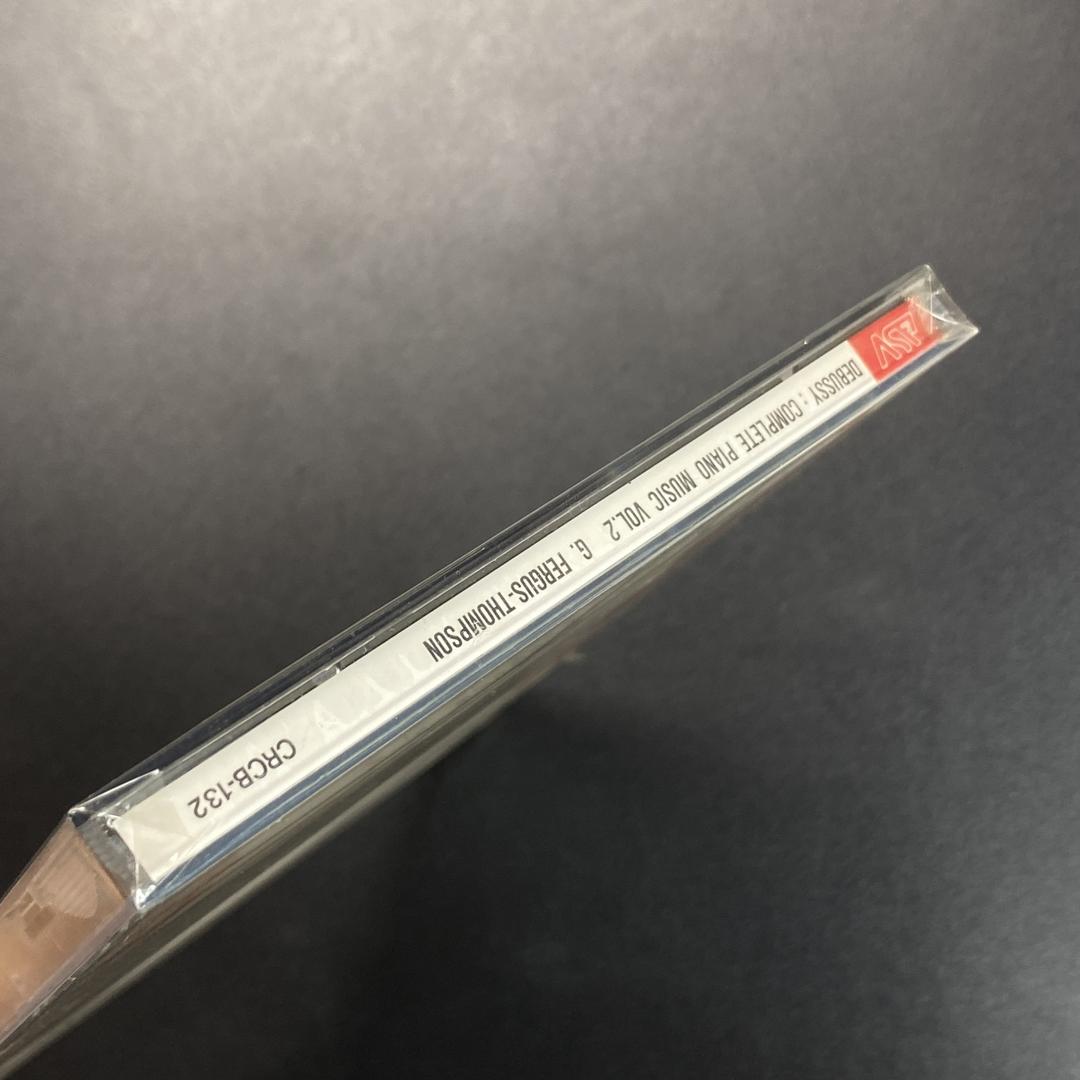 ASV
DEBUSSY : COMPLETE PIANO MUSIC VOL.2 G. FERGUS-THOMPSON
CRCB-132